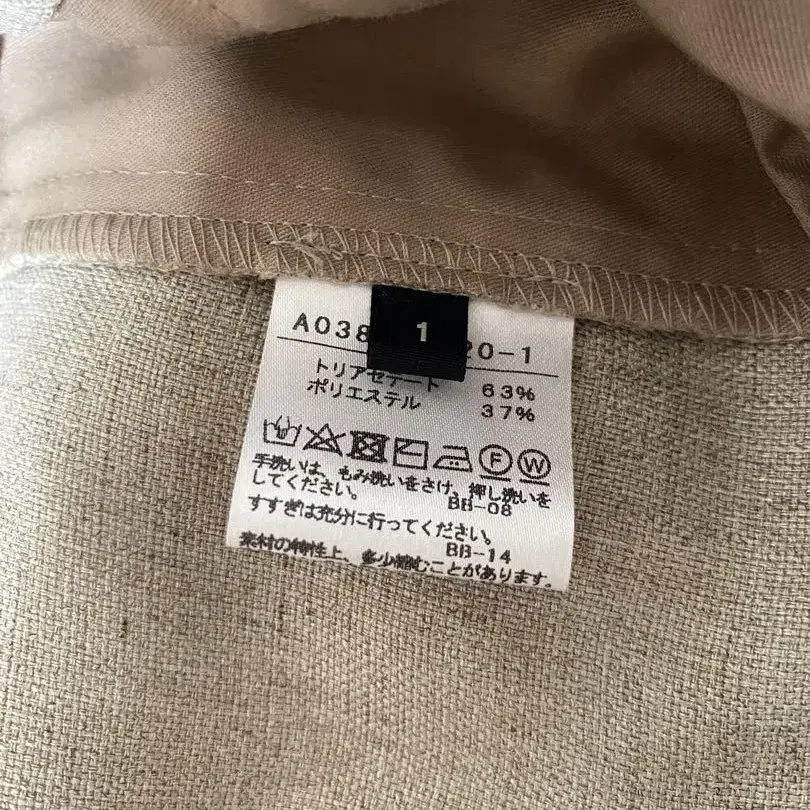 1
A038 20-1
トリアセテート 63%
ポリエステル 37%
F W
手洗いは、もみ洗いをさけ、押し洗いを
してください。 BB-08
すすぎは充分に行ってください。
BB-14
素材の特性上、多少縮むことがあります。